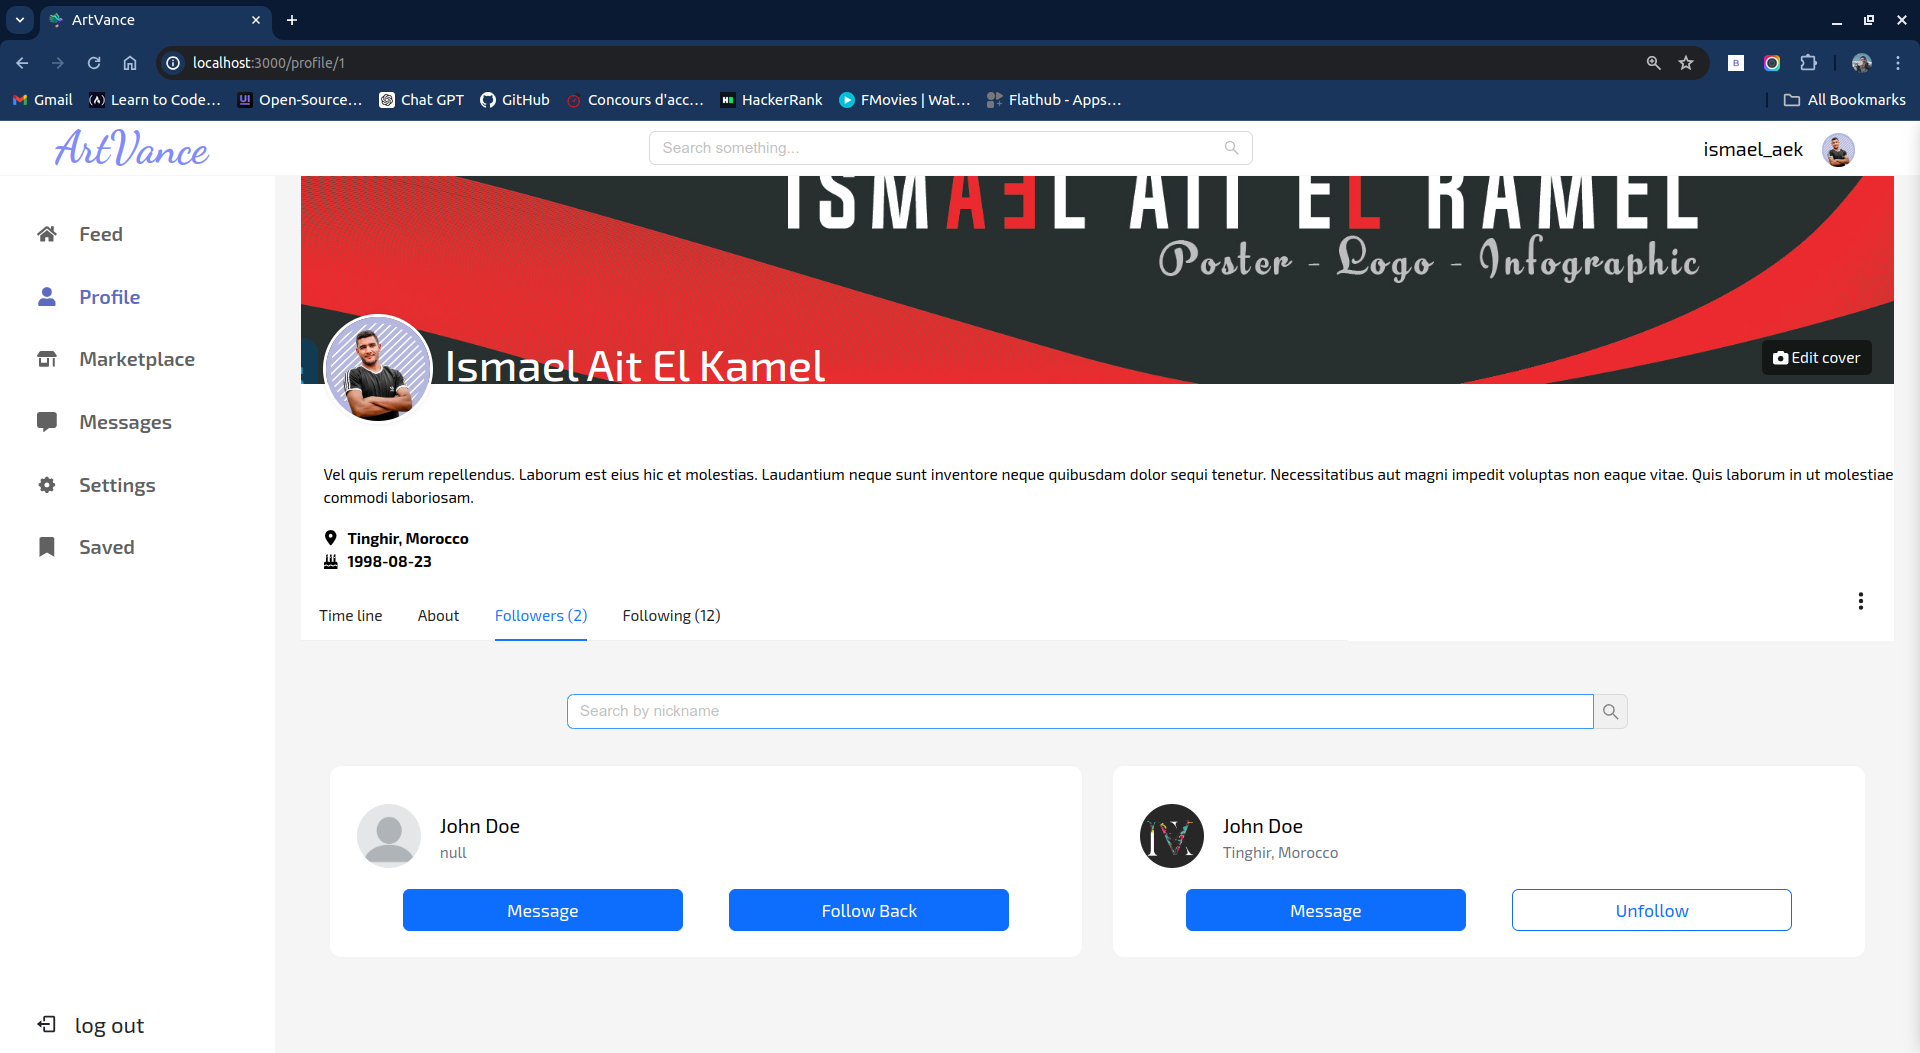 ArtVance
localhost:3000/profile/1
Gmail
Learn to Code...
Open-Source...
Chat GPT
GitHub
Concours d'acc...
HackerRank
FMovies | Wat...
Flathub - Apps...
All Bookmarks
ArtVance
Search something...
ismael_aek
Feed
Profile
Marketplace
Messages
Settings
Saved
log out
ISMAEL AIT EL KAMEL
Poster - Logo - Infographic
Ismael Ait El Kamel
Edit cover
Vel quis rerum repellendus. Laborum est eius hic et molestias. Laudantium neque sunt inventore neque quibusdam dolor sequi tenetur. Necessitatibus aut magni impedit voluptas non eaque vitae. Quis laborum in ut molestiae
commodi laboriosam.
Tinghir, Morocco
1998-08-23
Time line
About
Followers (2)
Following (12)
Search by nickname
John Doe
null
Message
Follow Back
John Doe
Tinghir, Morocco
Message
Unfollow